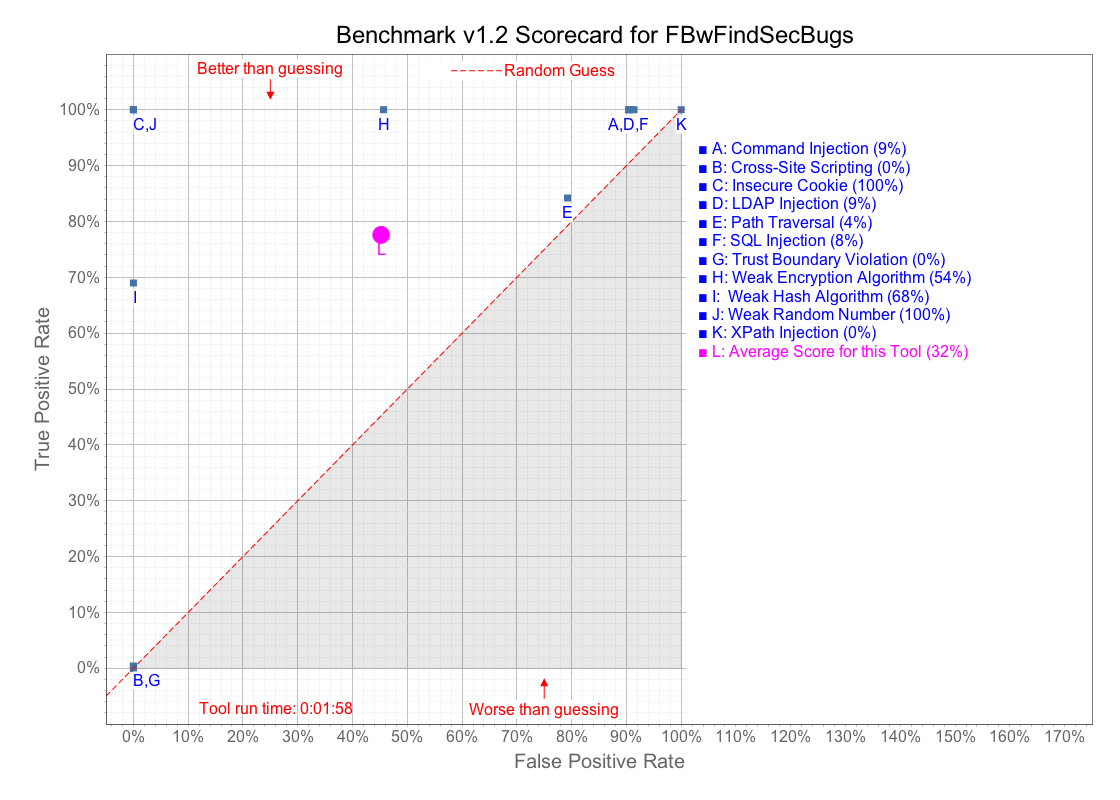 Benchmark v1.2 Scorecard for FBwFindSecBugs
Better than guessing
Random Guess
100%
90%
80%
70%
60%
50%
40%
30%
20%
10%
0%
True Positive Rate
C,J
H
A,D,F
K
E
L
I
B,G
A: Command Injection (9%)
B: Cross-Site Scripting (0%)
C: Insecure Cookie (100%)
D: LDAP Injection (9%)
E: Path Traversal (4%)
F: SQL Injection (8%)
G: Trust Boundary Violation (0%)
H: Weak Encryption Algorithm (54%)
I: Weak Hash Algorithm (68%)
J: Weak Random Number (100%)
K: XPath Injection (0%)
L: Average Score for this Tool (32%)
Tool run time: 0:01:58
Worse than guessing
0% 10% 20% 30% 40% 50% 60% 70% 80% 90% 100% 110% 120% 130% 140% 150% 160% 170%
False Positive Rate